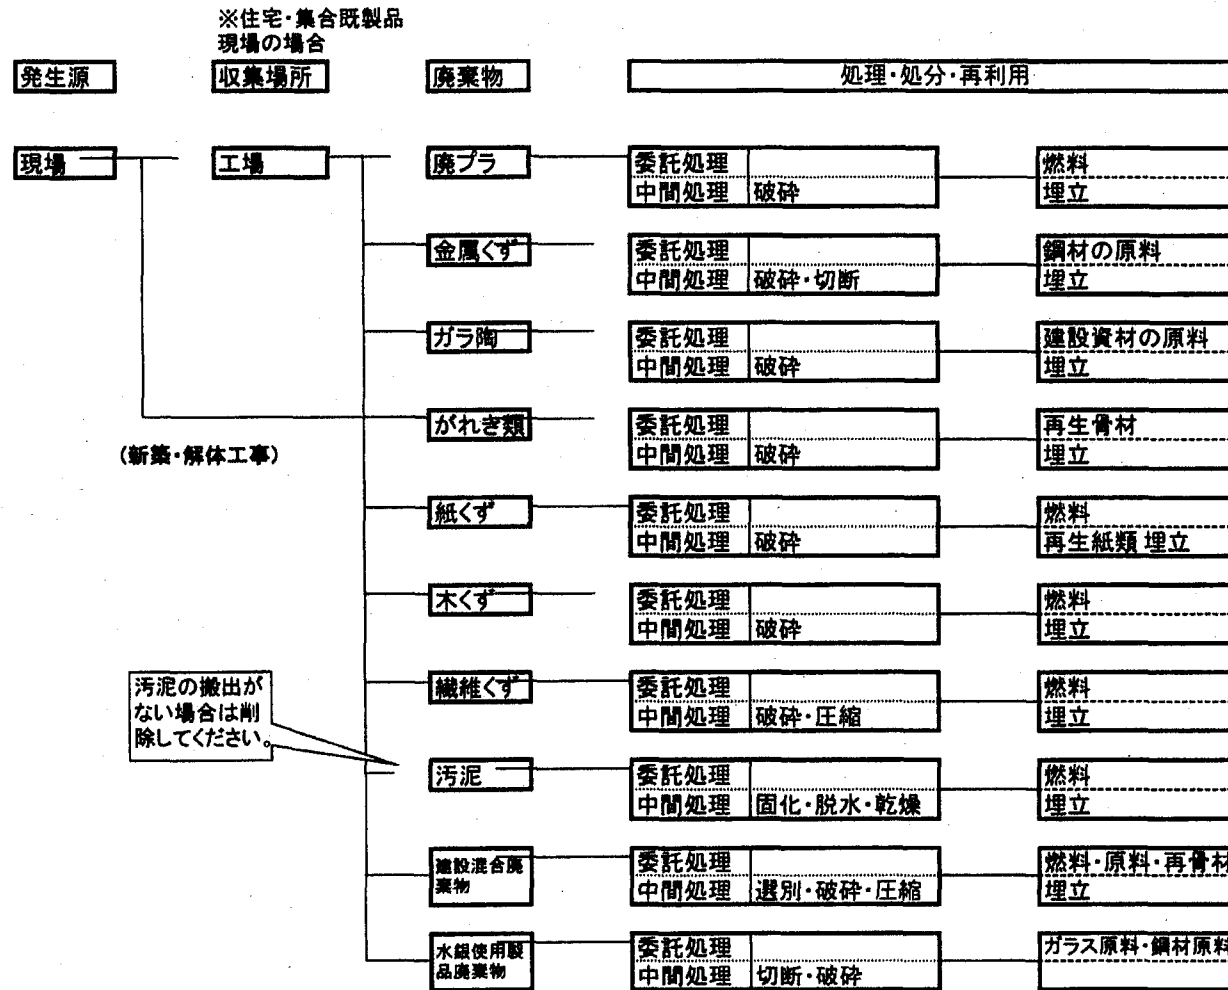 ※住宅・集合既製品
現場の場合
発生源 収集場所 廃棄物 処理・処分・再利用
現場 工場 廃プラ 委託処理 燃料
中間処理 破砕 埋立
金属くず 委託処理 鋼材の原料
中間処理 破砕・切断 埋立
ガラ陶 委託処理 建設資材の原料
中間処理 破砕 埋立
がれき類 委託処理 再生骨材
中間処理 破砕 埋立
(新築・解体工事)
紙くず 委託処理 燃料
中間処理 破砕 再生紙類 埋立
木くず 委託処理 燃料
中間処理 破砕 埋立
繊維くず 委託処理 燃料
中間処理 破砕・圧縮 埋立
汚泥の搬出が
ない場合は削
除してください。
汚泥 委託処理 燃料
中間処理 固化・脱水・乾燥 埋立
建設混合廃
棄物
委託処理 燃料・原料・再骨材
中間処理 選別・破砕・圧縮 埋立
水銀使用製
品廃棄物
委託処理 ガラス原料・鋼材原料
中間処理 切断・破砕